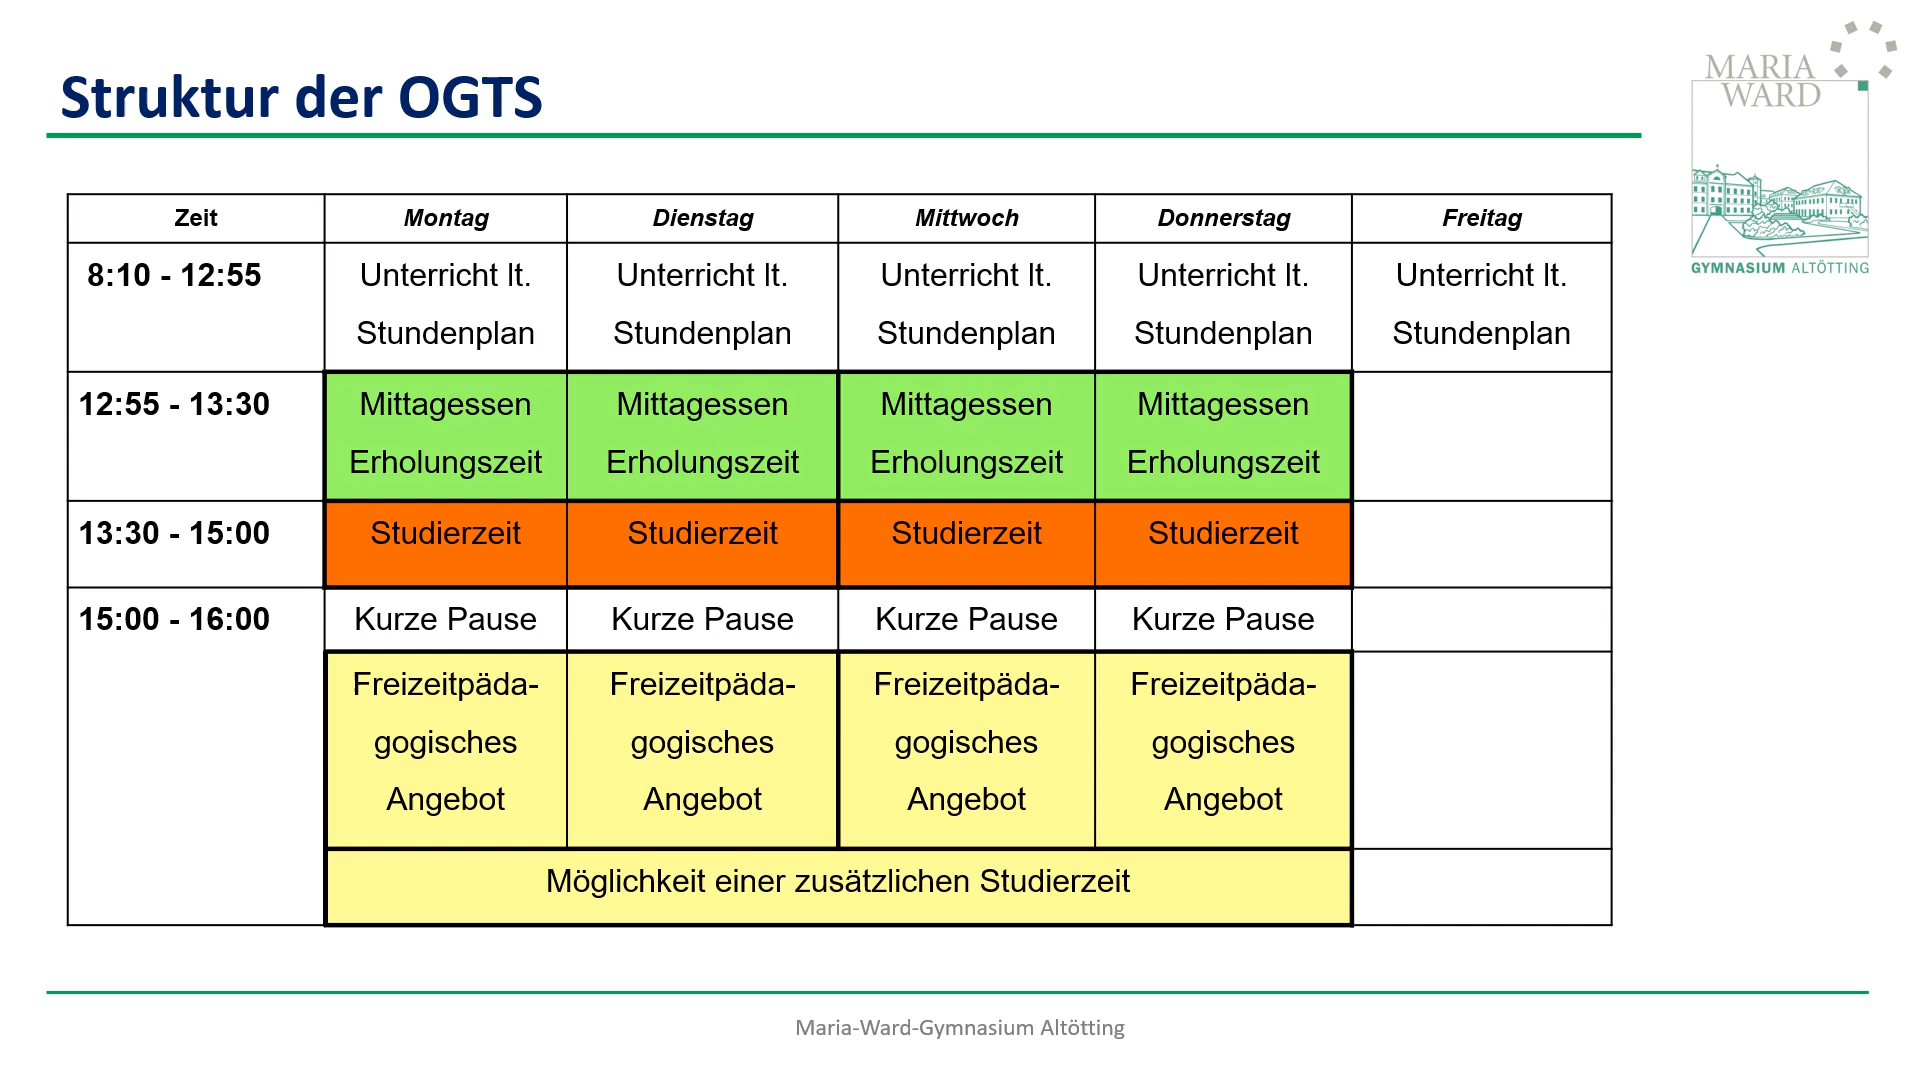 Struktur der OGTS
MARIA
WARD
GYMNASIUM ALTÖTTING
Zeit Montag Dienstag Mittwoch Donnerstag Freitag
8:10 - 12:55 Unterricht lt. Unterricht lt. Unterricht lt. Unterricht lt. Unterricht lt.
Stundenplan Stundenplan Stundenplan Stundenplan Stundenplan
12:55 - 13:30 Mittagessen Mittagessen Mittagessen Mittagessen
Erholungszeit Erholungszeit Erholungszeit Erholungszeit
13:30 - 15:00 Studierzeit Studierzeit Studierzeit Studierzeit
15:00 - 16:00 Kurze Pause Kurze Pause Kurze Pause Kurze Pause
Freizeitpäda- Freizeitpäda- Freizeitpäda- Freizeitpäda-
gogisches gogisches gogisches gogisches
Angebot Angebot Angebot Angebot
Möglichkeit einer zusätzlichen Studierzeit
Maria-Ward-Gymnasium Altötting